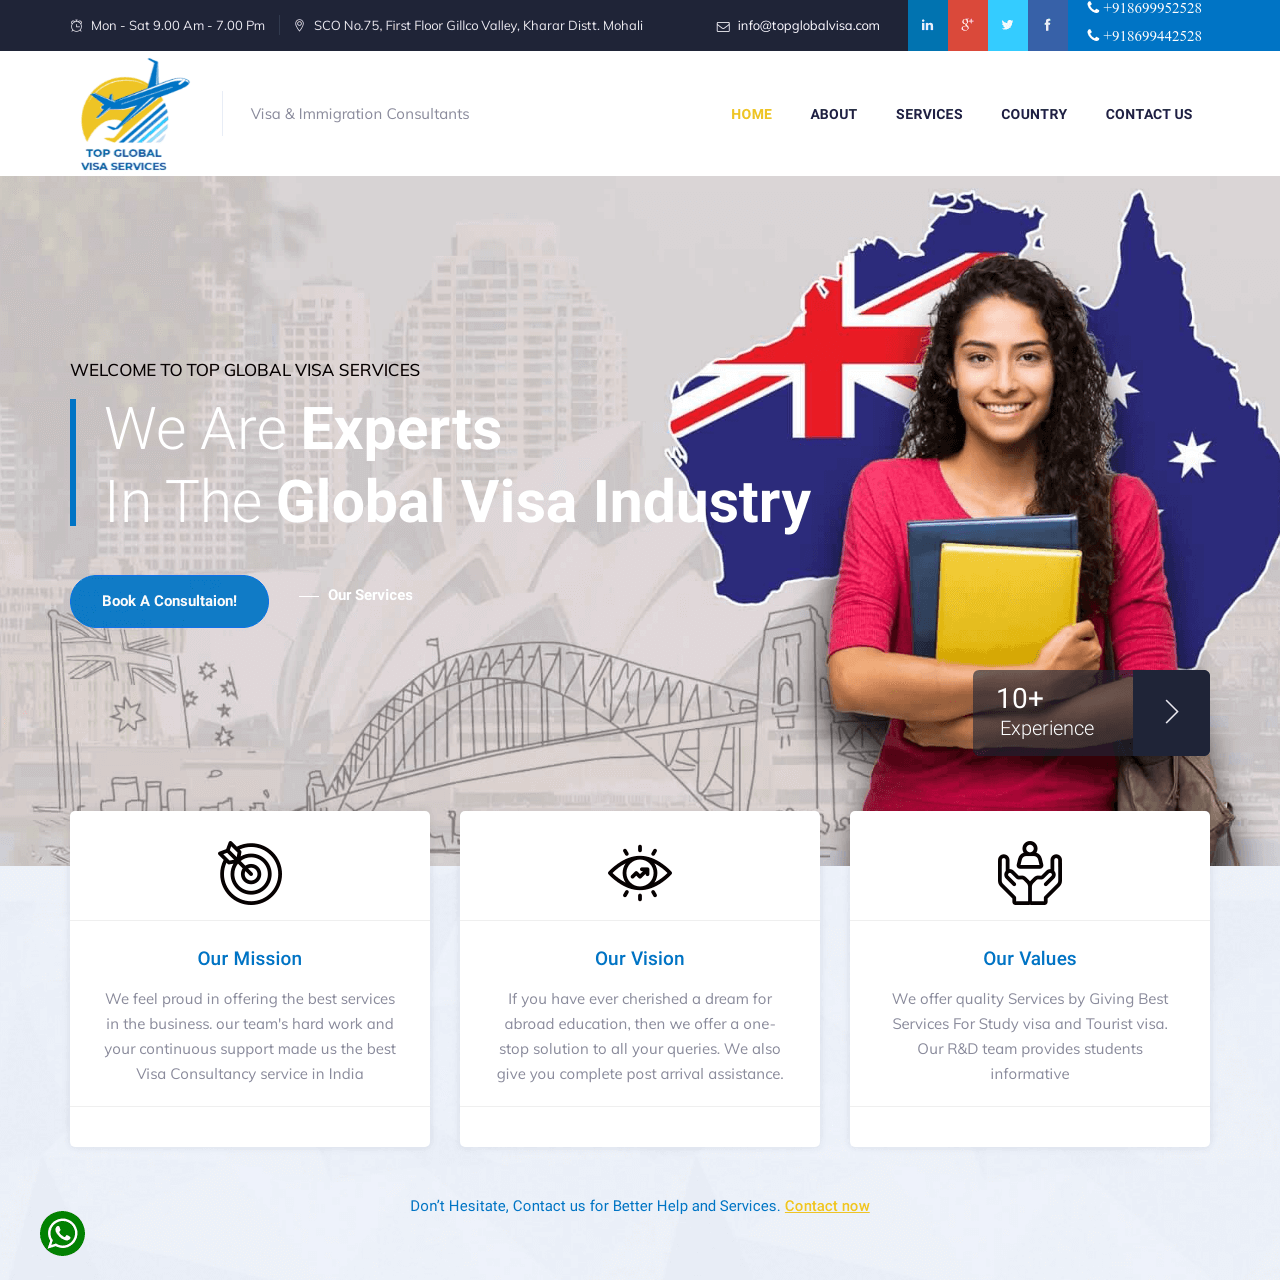 Mon - Sat 9.00 Am - 7.00 Pm
SCO No.75, First Floor Gillco Valley, Kharar Distt. Mohali
info@topglobalvisa.com
+918699952528
+918699442528
TOP GLOBAL
VISA SERVICES
Visa & Immigration Consultants
HOME
ABOUT
SERVICES
COUNTRY
CONTACT US
WELCOME TO TOP GLOBAL VISA SERVICES
We Are Experts
In The Global Visa Industry
Book A Consultaion!
Our Services
10+
Experience
Our Mission
We feel proud in offering the best services
in the business. our team's hard work and
your continuous support made us the best
Visa Consultancy service in India
Our Vision
If you have ever cherished a dream for
abroad education, then we offer a one-
stop solution to all your queries. We also
give you complete post arrival assistance.
Our Values
We offer quality Services by Giving Best
Services For Study visa and Tourist visa.
Our R&D team provides students
informative
Don’t Hesitate, Contact us for Better Help and Services. Contact now